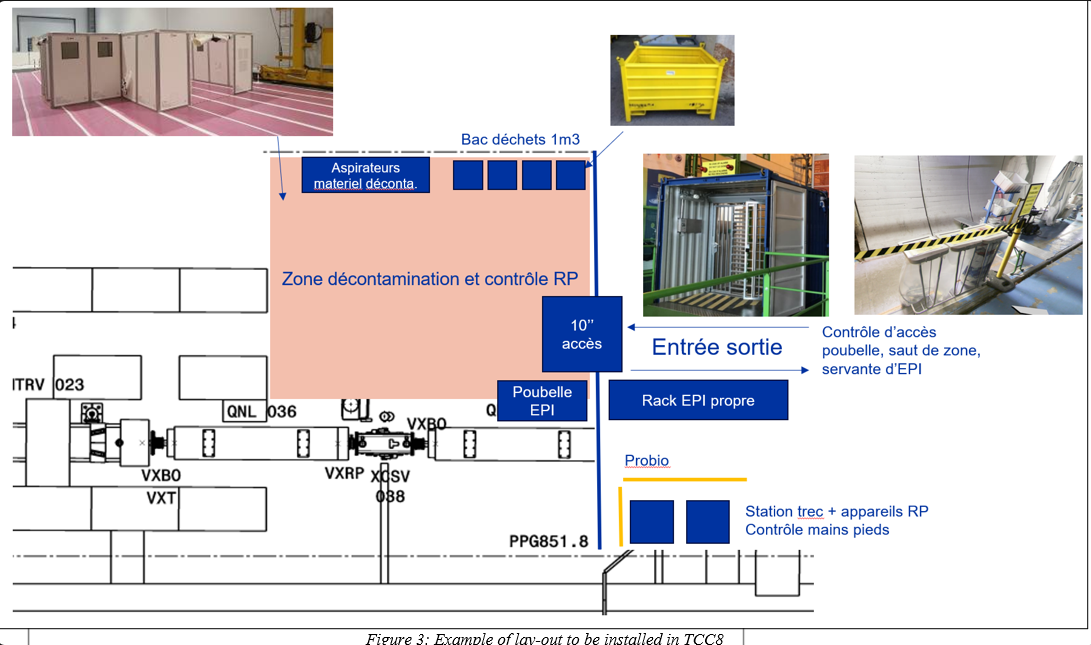 Bac déchets 1m3
Aspirateurs
materiel déconta.
Zone décontamination et contrôle RP
10’’
accès
Entrée sortie
Contrôle d’accès
poubelle, saut de zone,
servante d’EPI
Poubelle
EPI
Rack EPI propre
023
QNL 036
Q
VXBO
VXBO
VXT
VXRP
XCSV
038
Probio
Station trec + appareils RP
Contrôle mains pieds
PPG851.8
Figure 3: Example of lay-out to be installed in TCC8